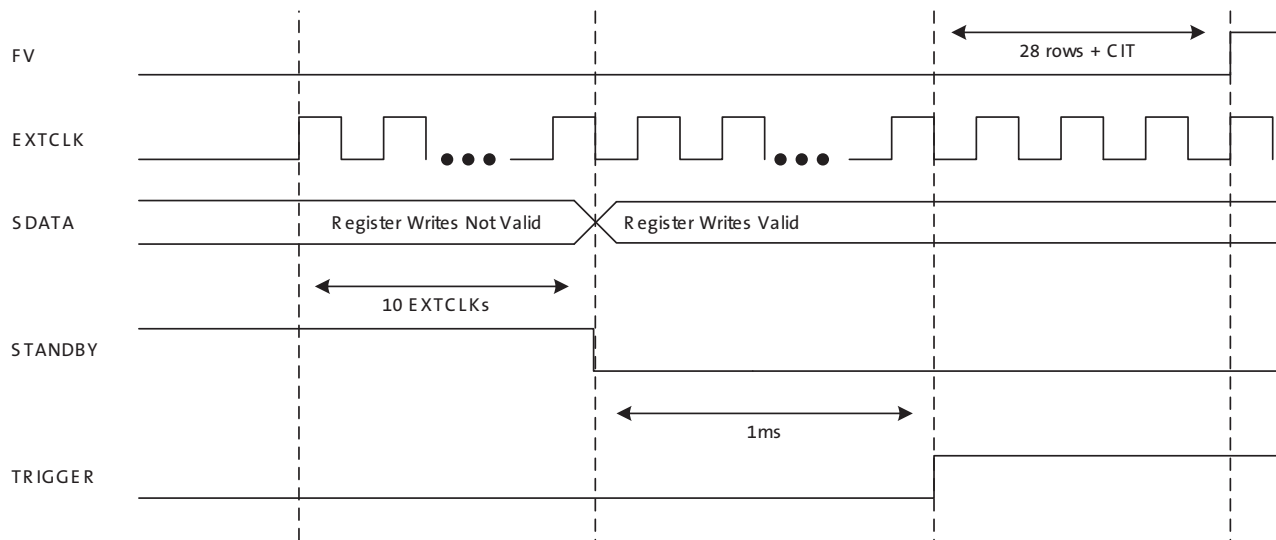 FV
28 rows + CIT
EXTCLK
SDATA
Register Writes Not Valid
Register Writes Valid
10 EXTCLKs
STANDBY
1ms
TRIGGER